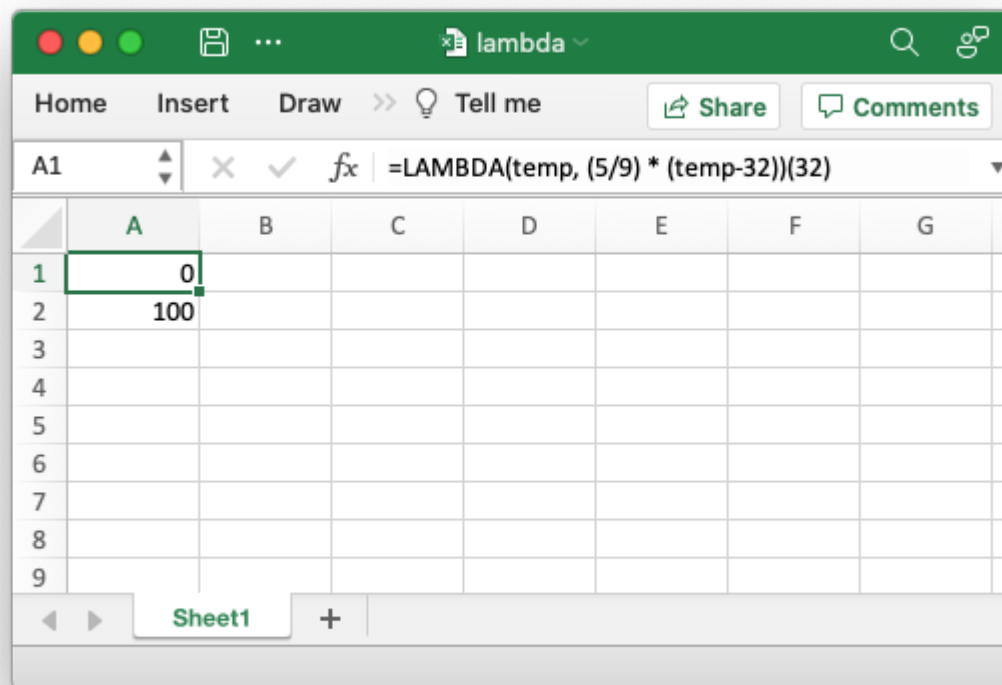 lambda
Home Insert Draw >> Tell me Share Comments
A1 fx =LAMBDA(temp, (5/9) * (temp-32))(32)
A B C D E F G
1 0
2 100
3
4
5
6
7
8
9
Sheet1 +